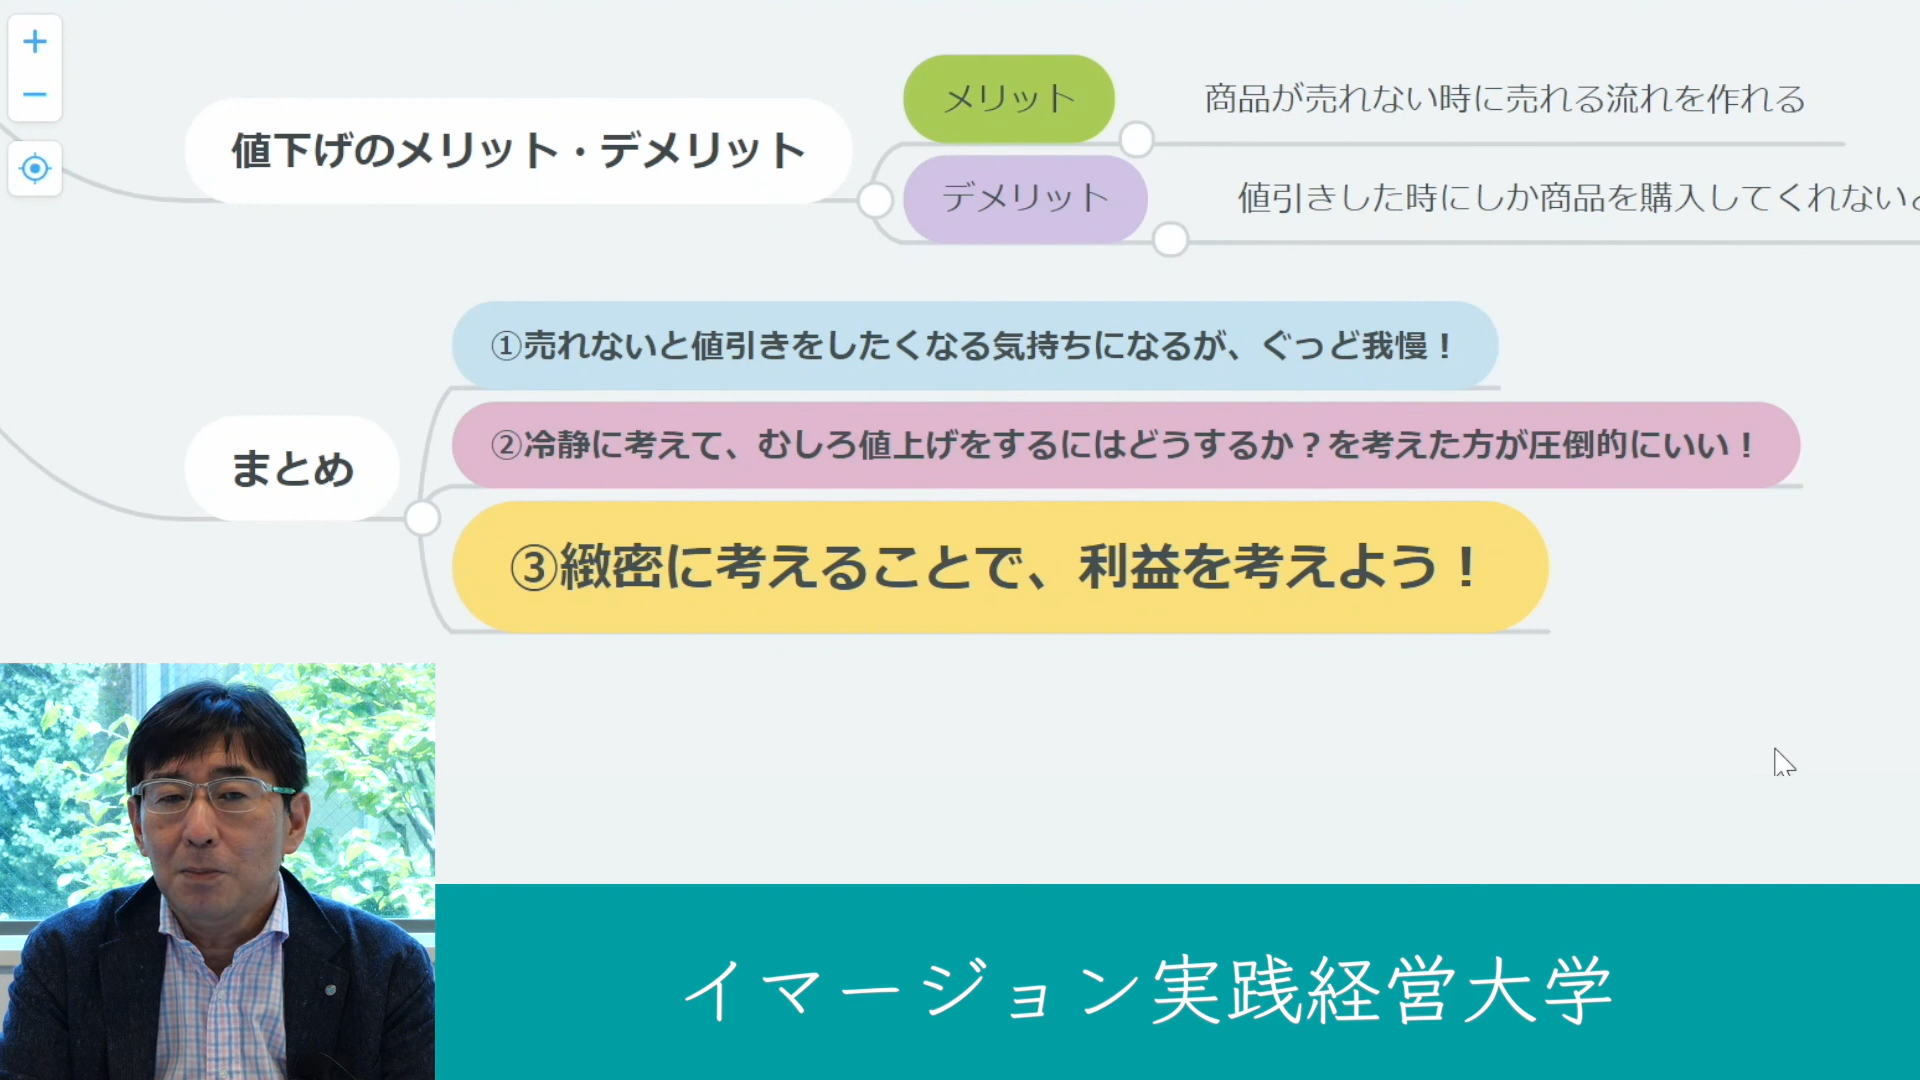 値下げのメリット・デメリット
メリット
商品が売れない時に売れる流れを作れる
デメリット
値引きした時にしか商品を購入してくれない
まとめ
①売れないと値引きをしたくなる気持ちになるが、ぐっど我慢！
②冷静に考えて、むしろ値上げをするにはどうするか？を考えた方が圧倒的にいい！
③緻密に考えることで、利益を考えよう！
イマージョン実践経営大学